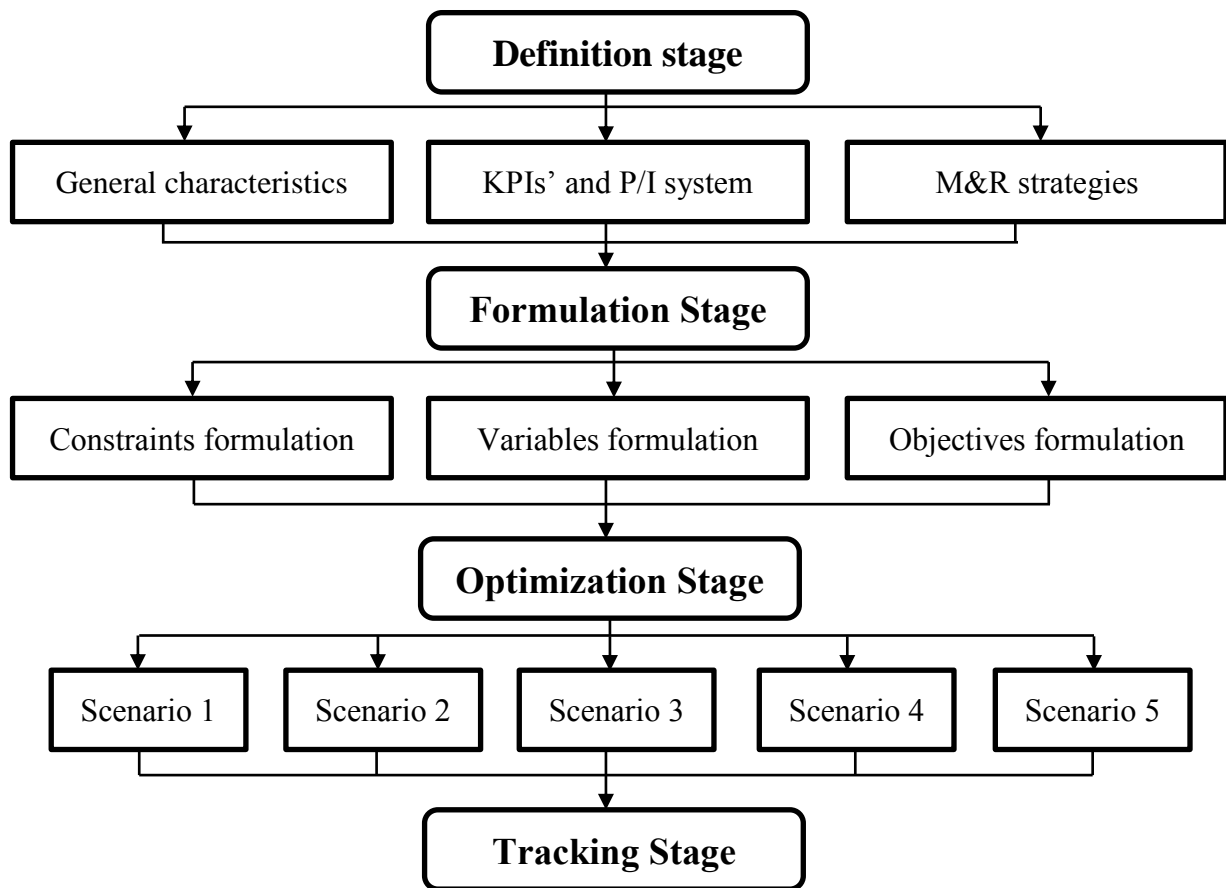 Definition stage
General characteristics
KPIs’ and P/I system
M&R strategies
Formulation Stage
Constraints formulation
Variables formulation
Objectives formulation
Optimization Stage
Scenario 1
Scenario 2
Scenario 3
Scenario 4
Scenario 5
Tracking Stage